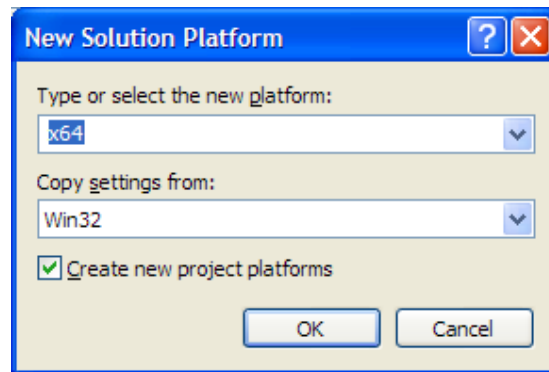 New Solution Platform
Type or select the new platform:
x64
Copy settings from:
Win32
Create new project platforms
OK
Cancel